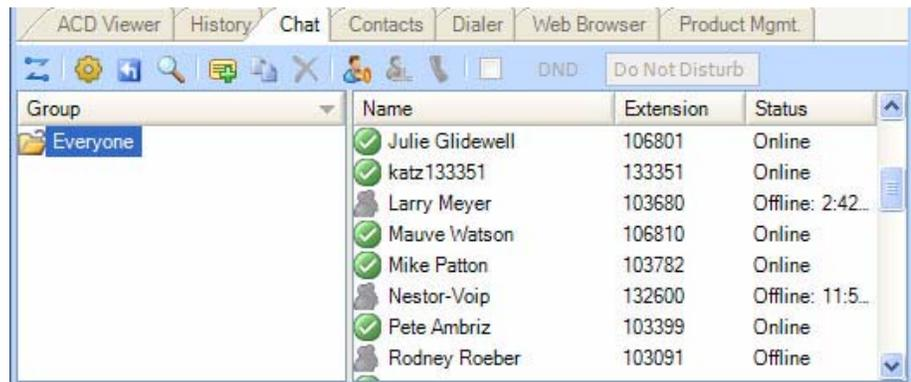 ACD Viewer History Chat Contacts Dialer Web Browser Product Mgmt.
DND Do Not Disturb
Group Name Extension Status
Everyone
Julie Glidewell 106801 Online
katz133351 133351 Online
Larry Meyer 103680 Offline: 2:42...
Mauve Watson 106810 Online
Mike Patton 103782 Online
Nestor-Voip 132600 Offline: 11:5...
Pete Ambriz 103399 Online
Rodney Roeber 103091 Offline